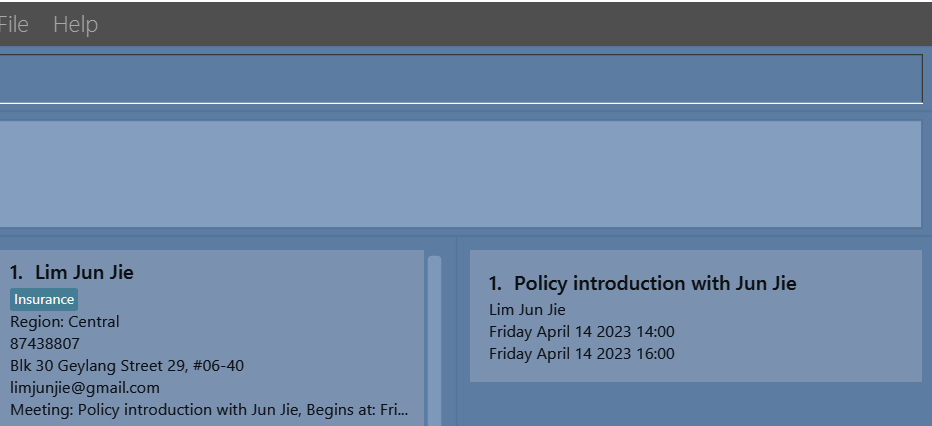 File Help
1. Lim Jun Jie
Insurance
Region: Central
87438807
Blk 30 Geylang Street 29, #06-40
limjunjie@gmail.com
Meeting: Policy introduction with Jun Jie, Begins at: Fri...
1. Policy introduction with Jun Jie
Lim Jun Jie
Friday April 14 2023 14:00
Friday April 14 2023 16:00